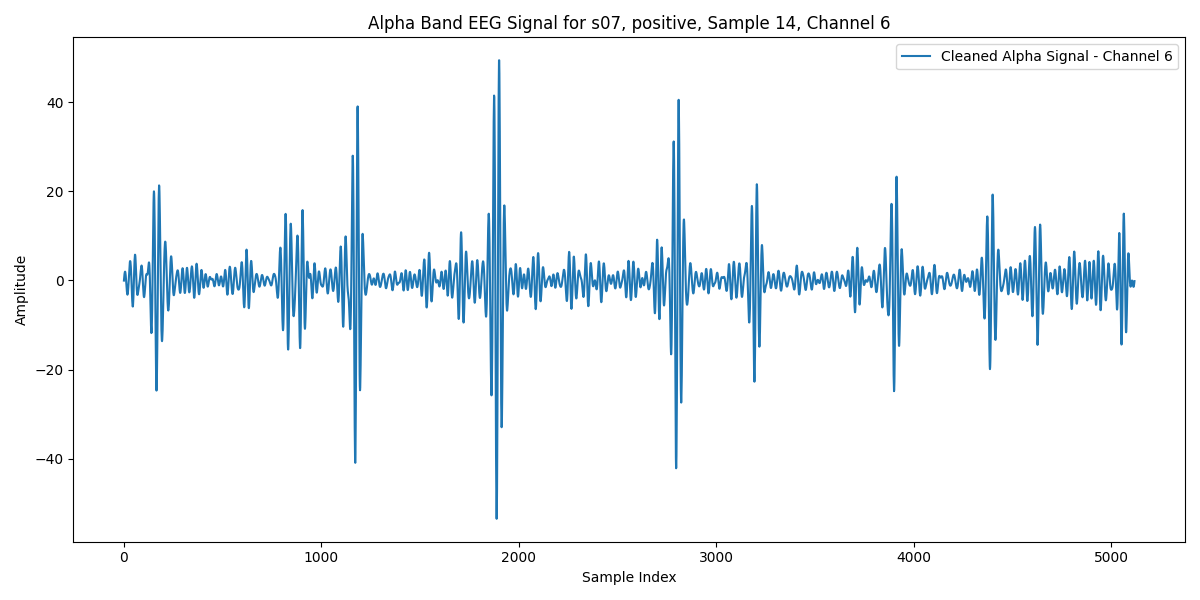 Alpha Band EEG Signal for s07, positive, Sample 14, Channel 6
Cleaned Alpha Signal - Channel 6
Amplitude
40
20
0
−20
−40
0 1000 2000 3000 4000 5000
Sample Index